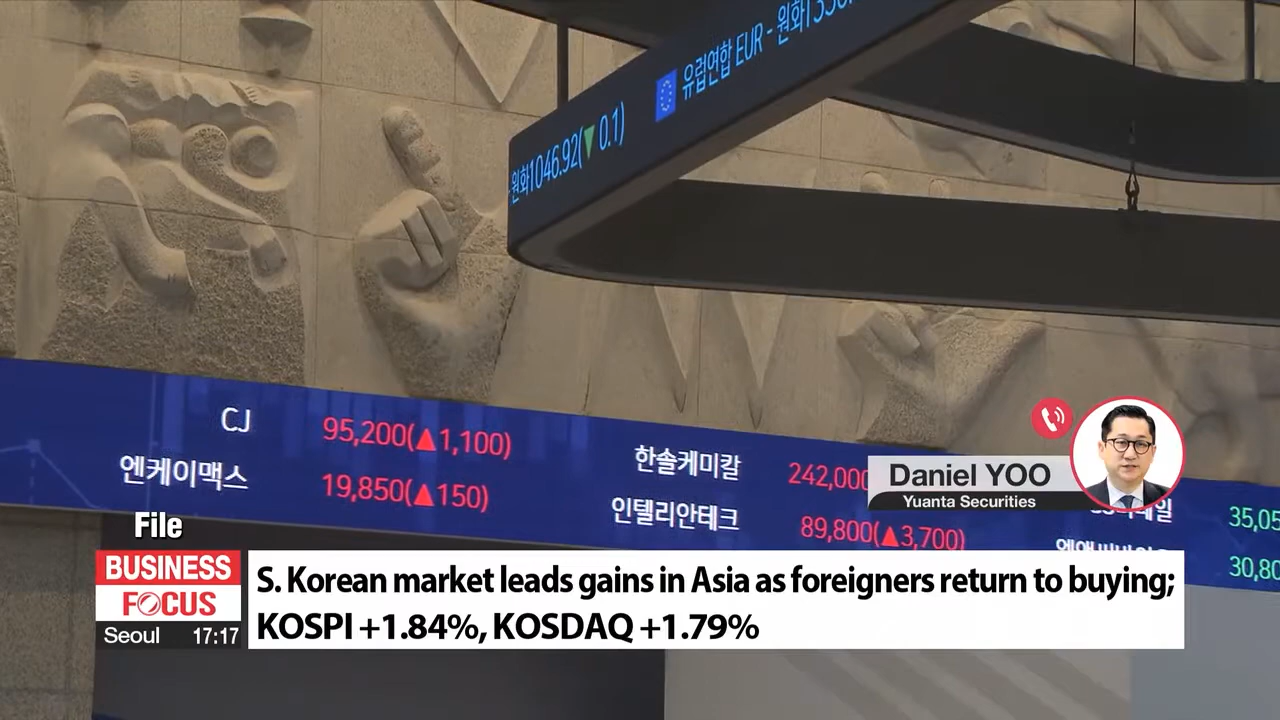 유럽연합 EUR - 원화
원화1046.92(▼0.1)
CJ 95,200(▲1,100)
엔케이맥스 19,850(▲150)
한솔케미칼 242,000
인텔리안테크 89,800(▲3,700)
35,05
30,80
Daniel YOO
Yuanta Securities
File
BUSINESS
FOCUS
Seoul 17:17
S. Korean market leads gains in Asia as foreigners return to buying;
KOSPI +1.84%, KOSDAQ +1.79%